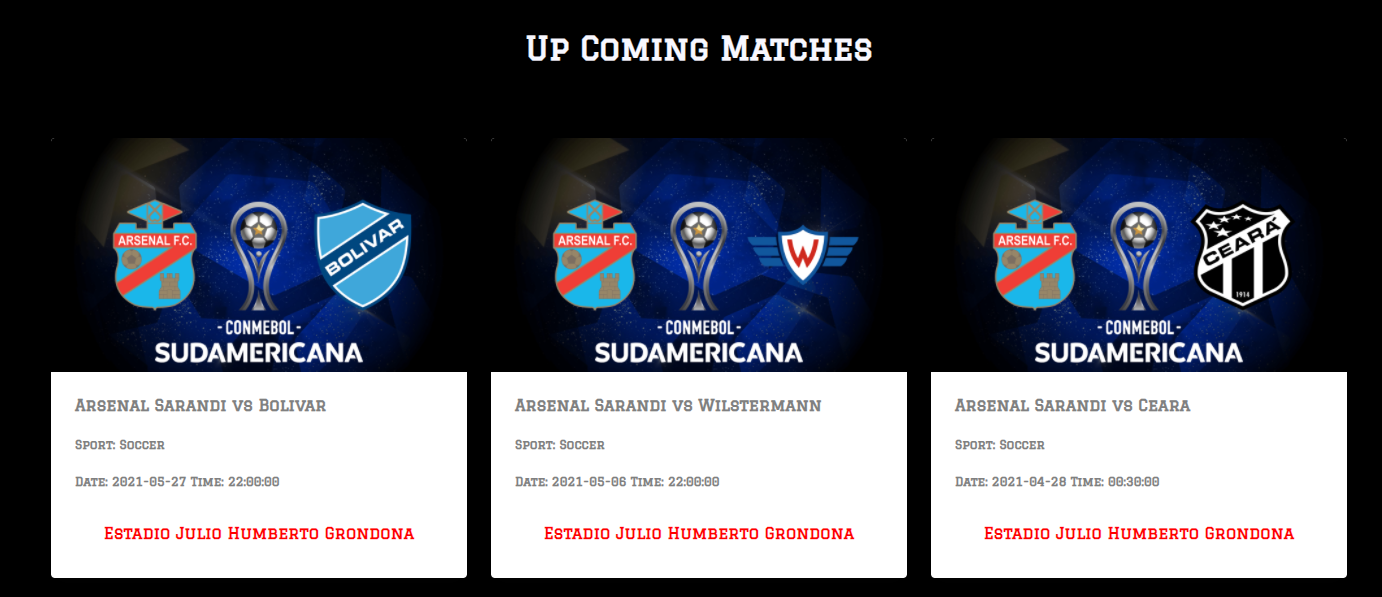 Up Coming Matches
ARSENAL F.C.
BOLIVAR
- CONMEBOL -
SUDAMERICANA
Arsenal Sarandi vs Bolivar
Sport: Soccer
Date: 2021-05-27 Time: 22:00:00
Estadio Julio Humberto Grondona
ARSENAL F.C.
W
- CONMEBOL -
SUDAMERICANA
Arsenal Sarandi vs Wilstermann
Sport: Soccer
Date: 2021-05-06 Time: 22:00:00
Estadio Julio Humberto Grondona
ARSENAL F.C.
CEARA
1914
- CONMEBOL -
SUDAMERICANA
Arsenal Sarandi vs Ceara
Sport: Soccer
Date: 2021-04-28 Time: 00:30:00
Estadio Julio Humberto Grondona